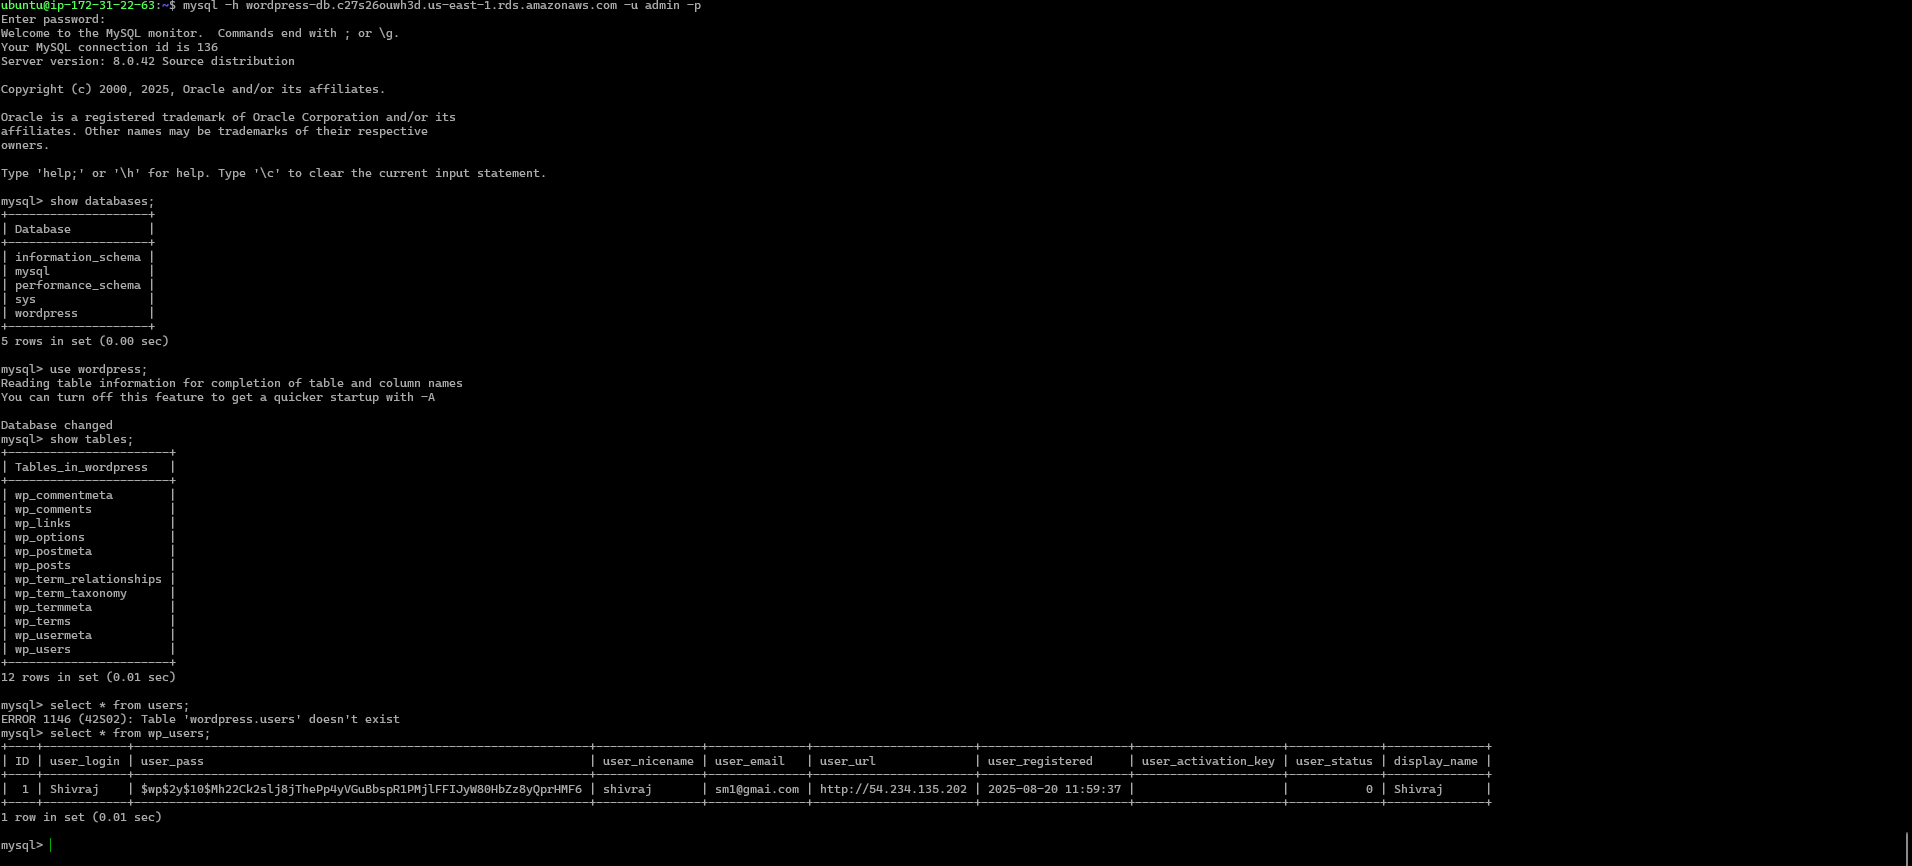 ubuntu@ip-172-31-22-63:~$ mysql -h wordpress-db.c27s26ouwh3d.us-east-1.rds.amazonaws.com -u admin -p
Enter password:
Welcome to the MySQL monitor.  Commands end with ; or \g.
Your MySQL connection id is 136
Server version: 8.0.42 Source distribution

Copyright (c) 2000, 2025, Oracle and/or its affiliates.

Oracle is a registered trademark of Oracle Corporation and/or its
affiliates. Other names may be trademarks of their respective
owners.

Type 'help;' or '\h' for help. Type '\c' to clear the current input statement.

mysql> show databases;
+--------------------+
| Database           |
+--------------------+
| information_schema |
| mysql              |
| performance_schema |
| sys                |
| wordpress          |
+--------------------+
5 rows in set (0.00 sec)

mysql> use wordpress;
Reading table information for completion of table and column names
You can turn off this feature to get a quicker startup with -A

Database changed
mysql> show tables;
+-----------------------+
| Tables_in_wordpress   |
+-----------------------+
| wp_commentmeta        |
| wp_comments           |
| wp_links              |
| wp_options            |
| wp_postmeta           |
| wp_posts              |
| wp_term_relationships |
| wp_term_taxonomy      |
| wp_termmeta           |
| wp_terms              |
| wp_usermeta           |
| wp_users              |
+-----------------------+
12 rows in set (0.01 sec)

mysql> select * from users;
ERROR 1146 (42S02): Table 'wordpress.users' doesn't exist
mysql> select * from wp_users;
+----+------------+-----------------------------------------------------------------+---------------+--------------+-----------------------+---------------------+---------------------+-------------+--------------+
| ID | user_login | user_pass                                                       | user_nicename | user_email   | user_url              | user_registered     | user_activation_key | user_status | display_name |
+----+------------+-----------------------------------------------------------------+---------------+--------------+-----------------------+---------------------+---------------------+-------------+--------------+
|  1 | Shivraj    | $wp$2y$10$Mh22Ck2slj8jThePp4yVGuBbspR1PMjlFFIJyW80HbZz8yQprHMF6 | shivraj       | sm1@gmai.com | http://54.234.135.202 | 2025-08-20 11:59:37 |                     |           0 | Shivraj      |
+----+------------+-----------------------------------------------------------------+---------------+--------------+-----------------------+---------------------+---------------------+-------------+--------------+
1 row in set (0.01 sec)

mysql>